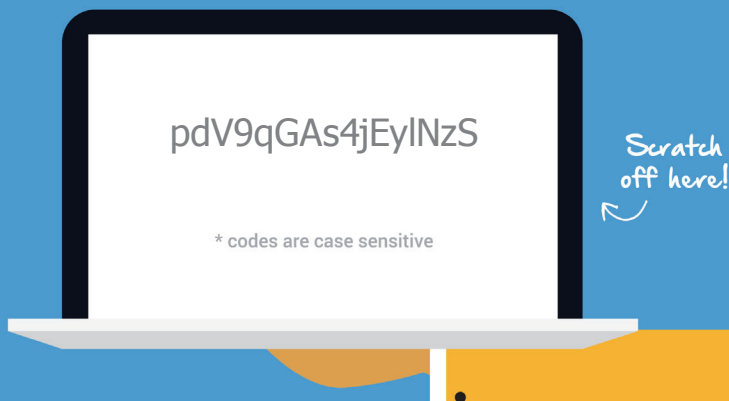 pdV9qGAs4jEylNzS
* codes are case sensitive
Scratch
off here!